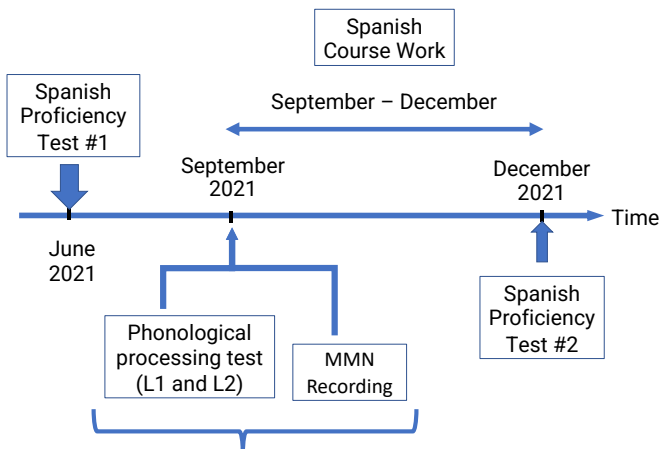 Spanish
Course Work
Spanish
Proficiency
Test #1
September – December
September
2021
December
2021
Time
June
2021
Phonological
processing test
(L1 and L2)
MMN
Recording
Spanish
Proficiency
Test #2